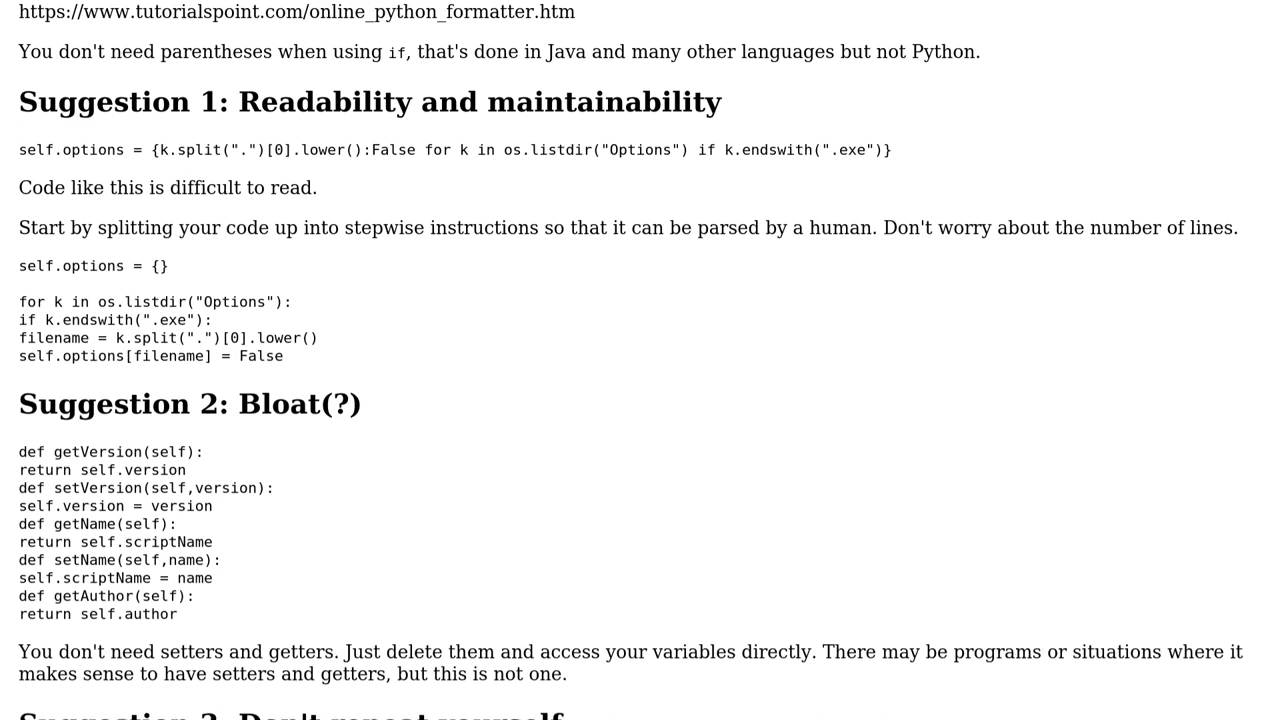 https://www.tutorialspoint.com/online_python_formatter.htm
You don't need parentheses when using if, that's done in Java and many other languages but not Python.
Suggestion 1: Readability and maintainability
self.options = {k.split(".")[0].lower():False for k in os.listdir("Options") if k.endswith(".exe")}
Code like this is difficult to read.
Start by splitting your code up into stepwise instructions so that it can be parsed by a human. Don't worry about the number of lines.
self.options = {}
for k in os.listdir("Options"):
if k.endswith(".exe"):
filename = k.split(".")[0].lower()
self.options[filename] = False
Suggestion 2: Bloat(?)
def getVersion(self):
return self.version
def setVersion(self,version):
self.version = version
def getName(self):
return self.scriptName
def setName(self,name):
self.scriptName = name
def getAuthor(self):
return self.author
You don't need setters and getters. Just delete them and access your variables directly. There may be programs or situations where it
makes sense to have setters and getters, but this is not one.
Suggestion 3: Don't repeat yourself